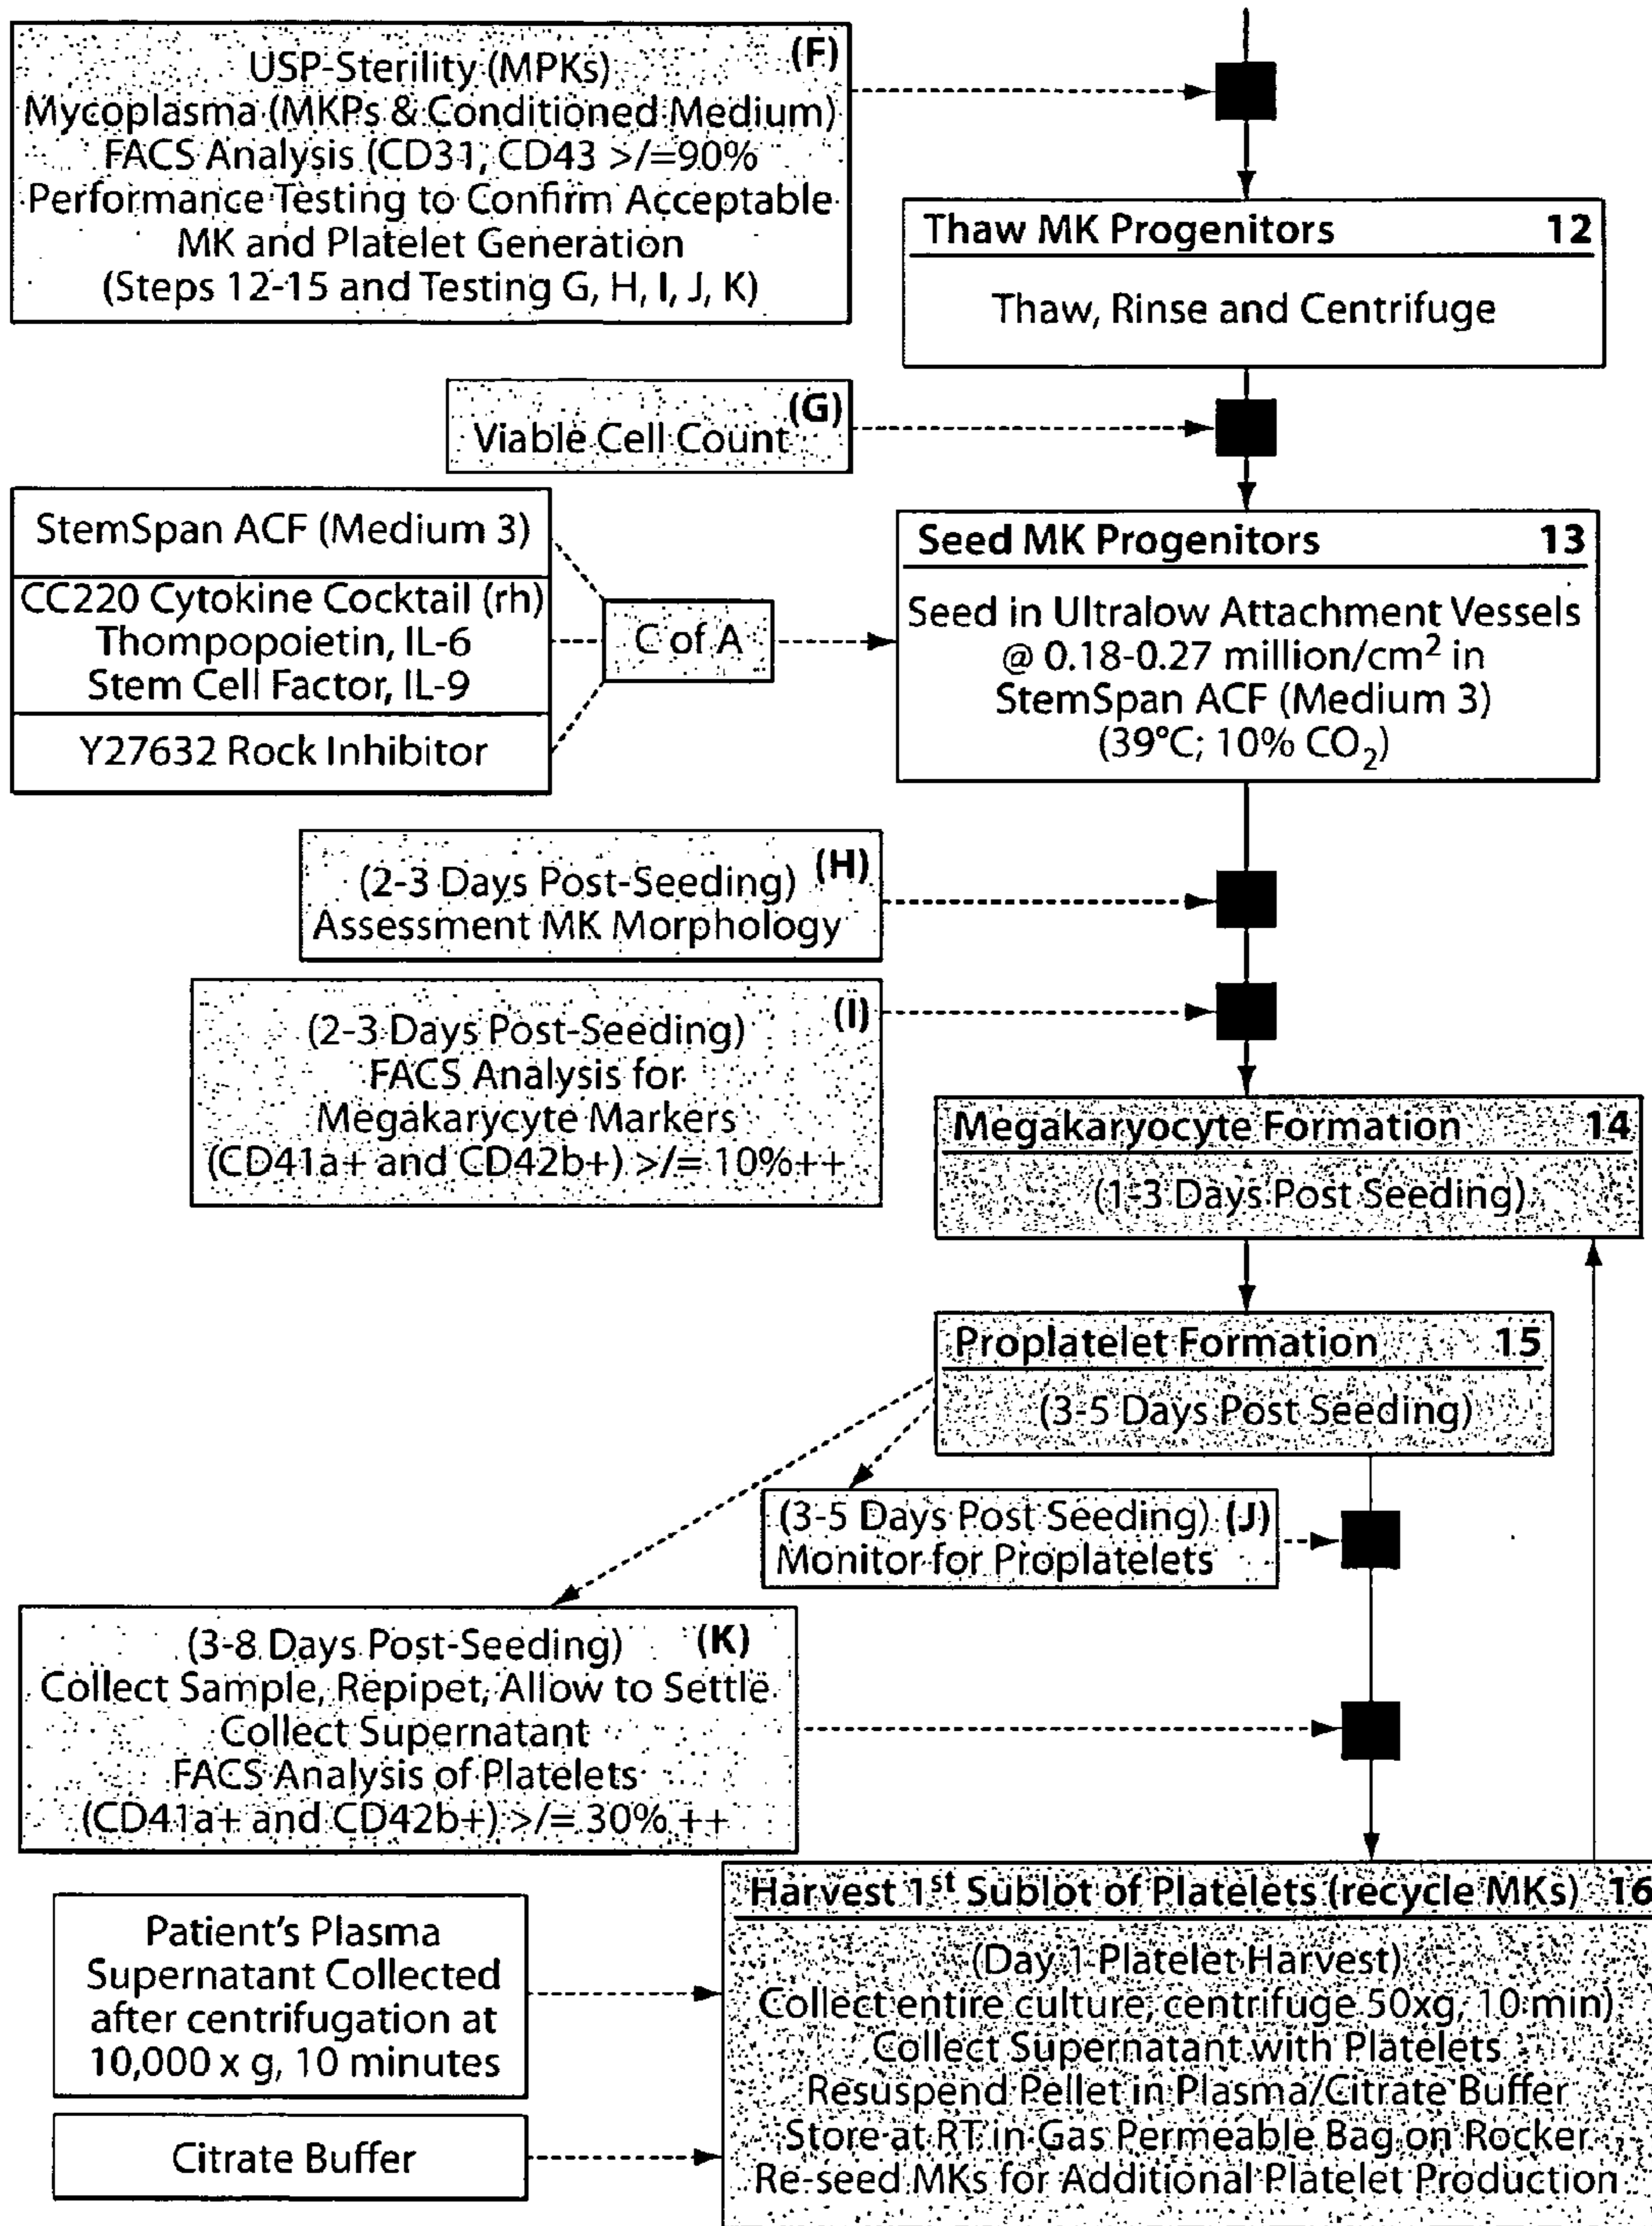 (F)
USP-Sterility (MPKs)
Mycoplasma (MKPs & Conditioned Medium)
FACS Analysis (CD31, CD43 >/=90%
Performance Testing to Confirm Acceptable
MK and Platelet Generation
(Steps 12-15 and Testing G, H, I, J, K)
Thaw MK Progenitors 12
Thaw, Rinse and Centrifuge
(G)
Viable Cell Count
StemSpan ACF (Medium 3)
CC220 Cytokine Cocktail (rh)
Thompopoietin, IL-6
Stem Cell Factor, IL-9
Y27632 Rock Inhibitor
C of A
Seed MK Progenitors 13
Seed in Ultralow Attachment Vessels
@ 0.18-0.27 million/cm² in
StemSpan ACF (Medium 3)
(39°C; 10% CO₂)
(2-3 Days Post-Seeding) (H)
Assessment MK Morphology
(I)
(2-3 Days Post-Seeding)
FACS Analysis for
Megakarycyte Markers
(CD41a+ and CD42b+) >/= 10%++
Megakaryocyte Formation 14
(1-3 Days Post Seeding)
Proplatelet Formation 15
(3-5 Days Post Seeding)
(3-5 Days Post Seeding) (J)
Monitor for Proplatelets
(3-8 Days Post-Seeding) (K)
Collect Sample, Repipet, Allow to Settle
Collect Supernatant
FACS Analysis of Platelets
(CD41a+ and CD42b+) >/= 30% ++
Patient's Plasma
Supernatant Collected
after centrifugation at
10,000 x g, 10 minutes
Citrate Buffer
Harvest 1st Sublot of Platelets (recycle MKs) 16
(Day 1 Platelet Harvest)
Collect entire culture, centrifuge 50xg, 10 min)
Collect Supernatant with Platelets
Resuspend Pellet in Plasma/Citrate Buffer
Store at RT in Gas Permeable Bag on Rocker
Re-seed MKs for Additional Platelet Production